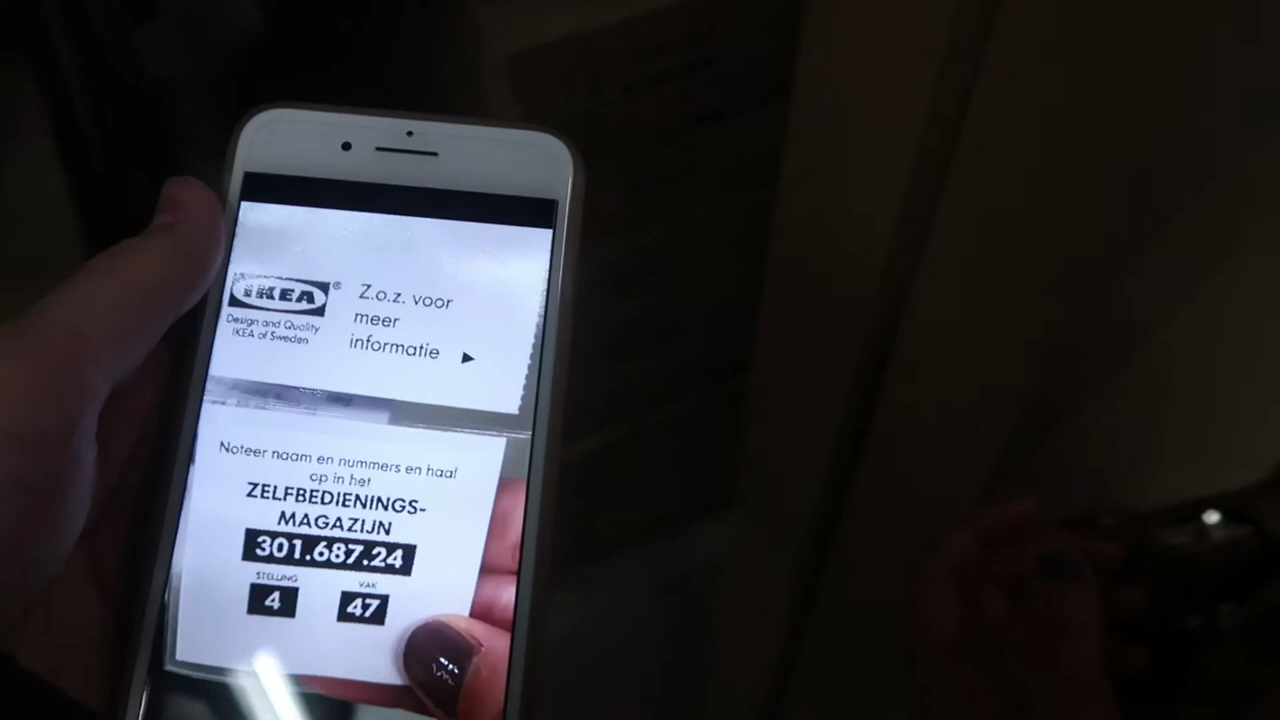 IKEA®
Design and Quality
IKEA of Sweden
Z.o.z. voor
meer
informatie ▶
Noteer naam en nummers en haal
op in het
ZELFBEDIENINGS-
MAGAZIJN
301.687.24
STELLING VAK
4 47